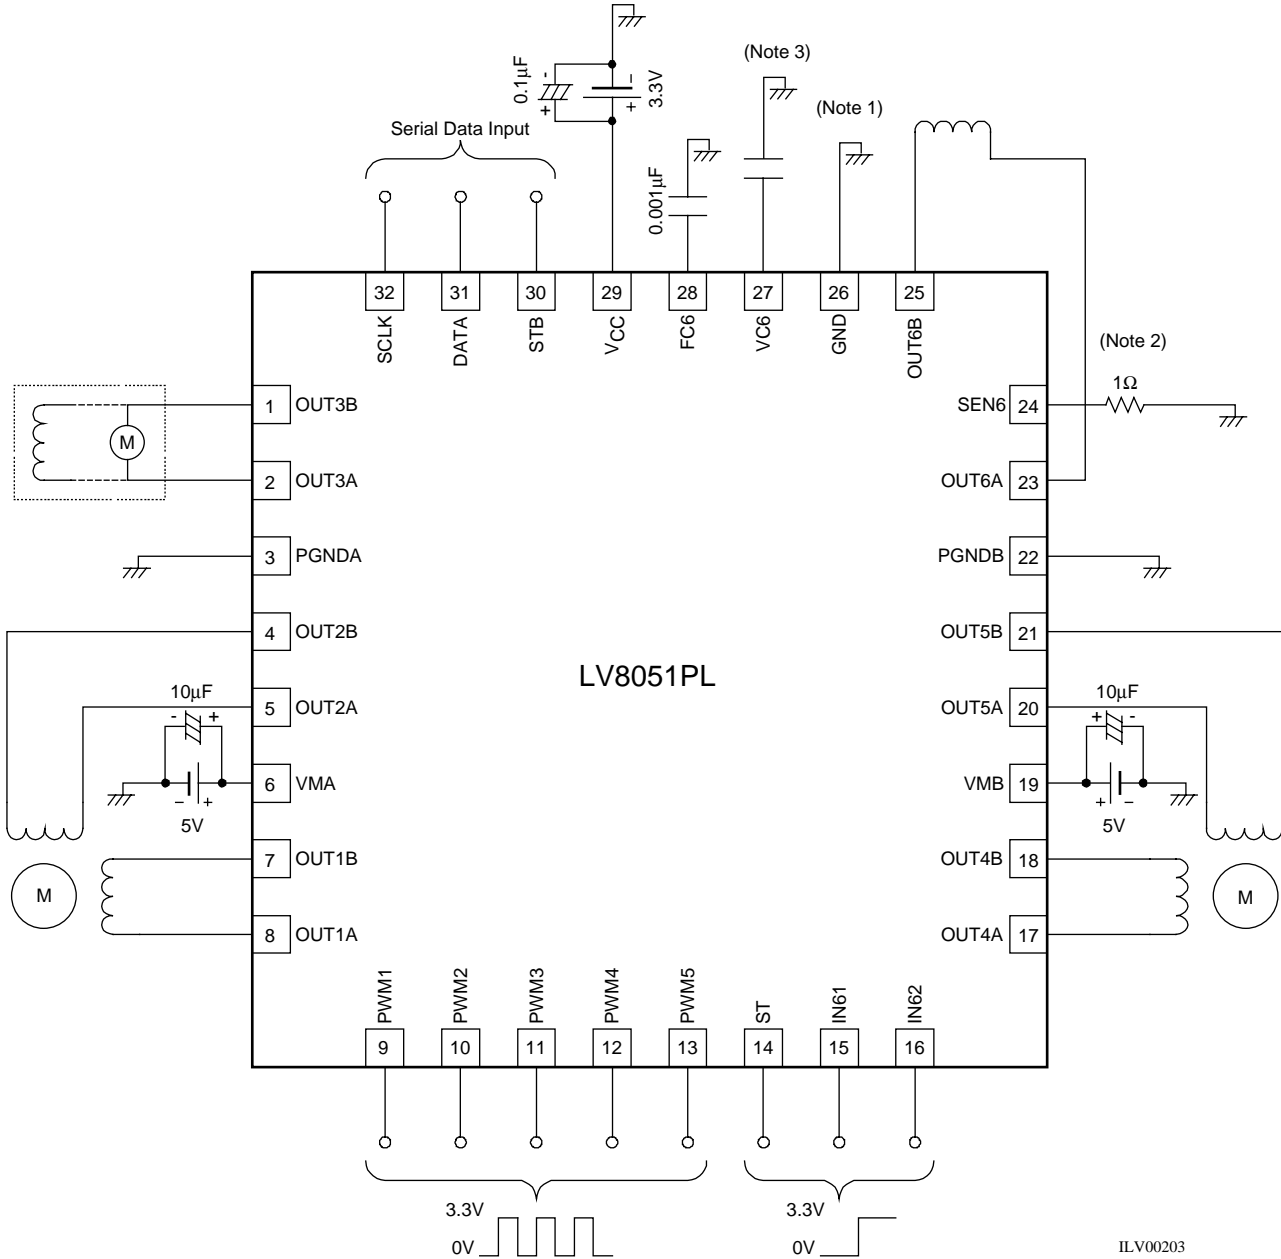 (Note 3)
0.1µF
-
+
−
+
3.3V
(Note 1)
Serial Data Input
0.001µF
32
31
30
29
28
27
26
25
SCLK
DATA
STB
VCC
FC6
VC6
GND
OUT6B
(Note 2)
1Ω
1
OUT3B
SEN6
24
M
2
OUT3A
OUT6A
23
3
PGNDA
PGNDB
22
4
OUT2B
OUT5B
21
LV8051PL
10µF
10µF
5
OUT2A
OUT5A
20
-
+
+
-
6
VMA
VMB
19
−
+
+
−
5V
5V
7
OUT1B
OUT4B
18
M
M
8
OUT1A
OUT4A
17
PWM1
PWM2
PWM3
PWM4
PWM5
ST
IN61
IN62
9
10
11
12
13
14
15
16
3.3V
0V
3.3V
0V
ILV00203